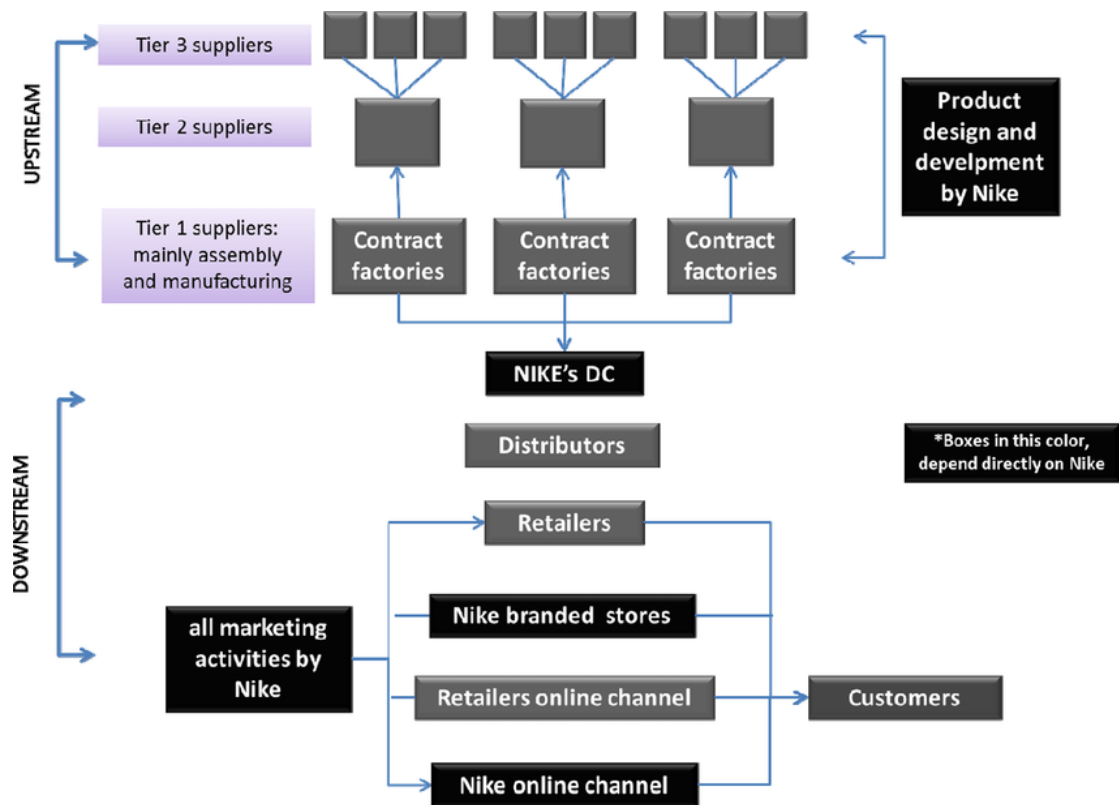 UPSTREAM
Tier 3 suppliers
Tier 2 suppliers
Tier 1 suppliers:
mainly assembly
and manufacturing
Contract
factories
Contract
factories
Contract
factories
Product
design and
develpment
by Nike
DOWNSTREAM
NIKE's DC
Distributors
*Boxes in this color,
depend directly on Nike
Retailers
Nike branded stores
all marketing
activities by
Nike
Retailers online channel
Customers
Nike online channel